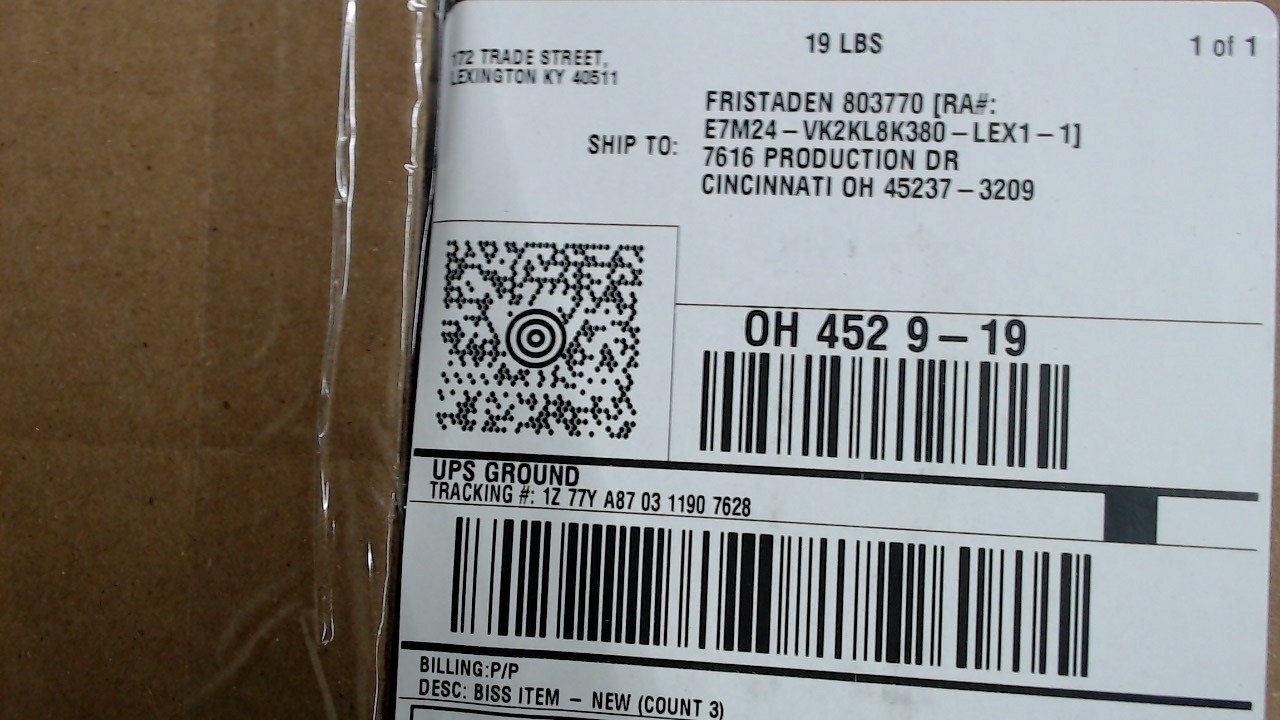 172 TRADE STREET,
LEXINGTON KY 40511
19 LBS
1 of 1
SHIP TO:
FRISTADEN 803770 [RA#:
E7M24-VK2KL8K380-LEX1-1]
7616 PRODUCTION DR
CINCINNATI OH 45237-3209
OH 452 9-19
UPS GROUND
TRACKING #: 1Z 77Y A87 03 1190 7628
BILLING:P/P
DESC: BISS ITEM - NEW (COUNT 3)